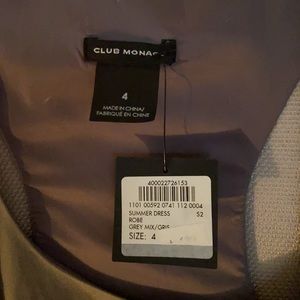 CLUB MONAC
4
MADE IN CHINA/
FABRIQUÉ EN CHINE
400022726153
1101 00592 0741 112 0004
SUMMER DRESS 52
ROBE
GREY MIX/GRIS
SIZE: 4